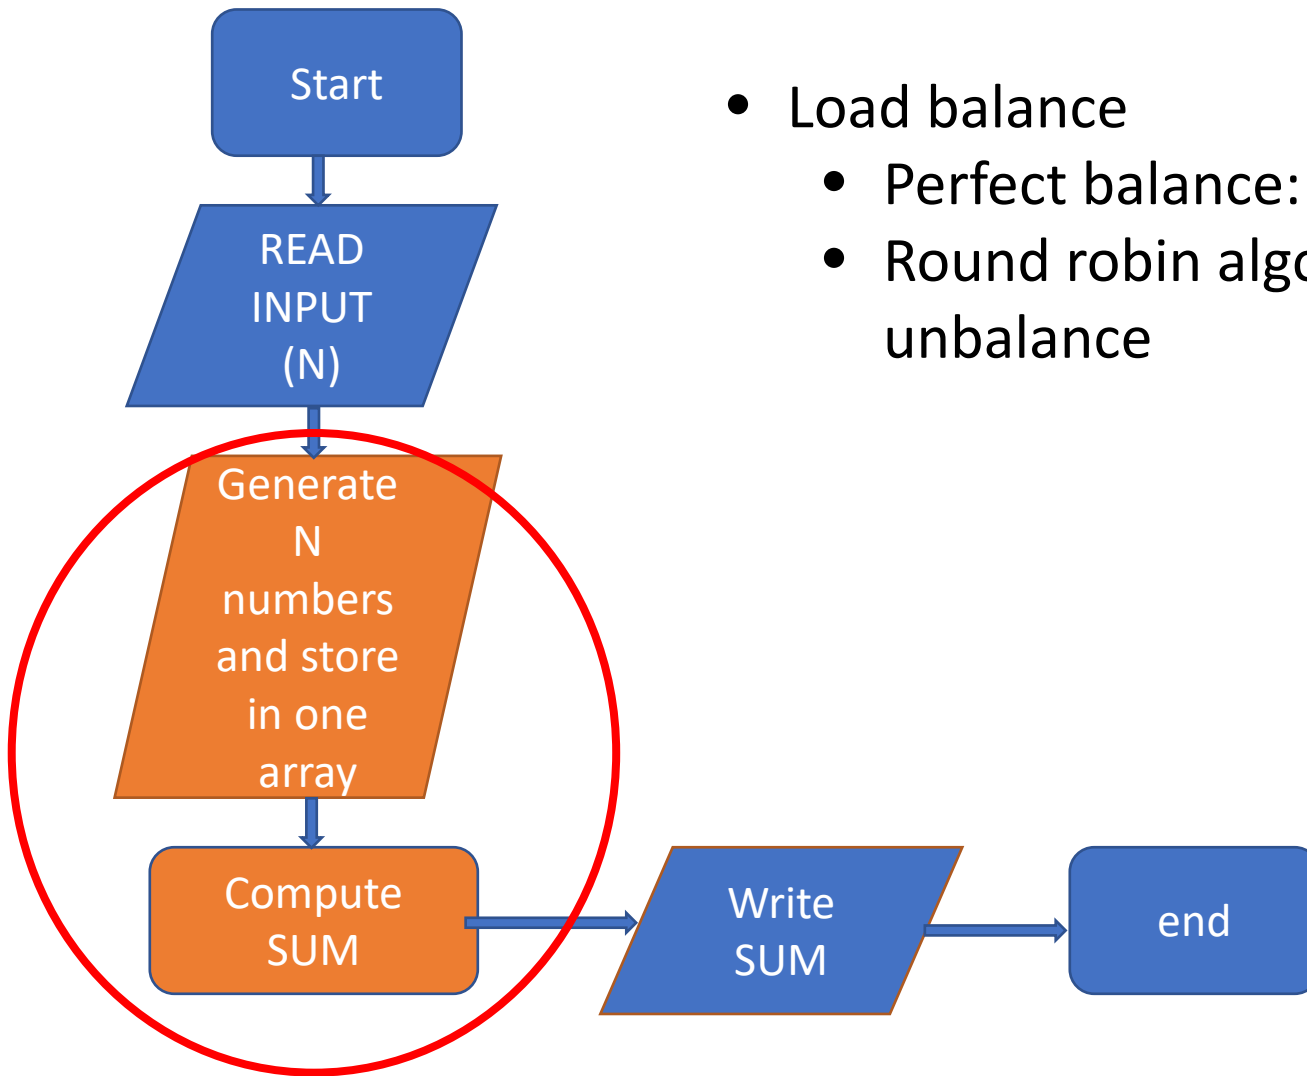 Start
READ
INPUT
(N)
Generate
N
numbers
and store
in one
array
Compute
SUM
Write
SUM
end
• Load balance
• Perfect balance:
• Round robin algo
unbalance